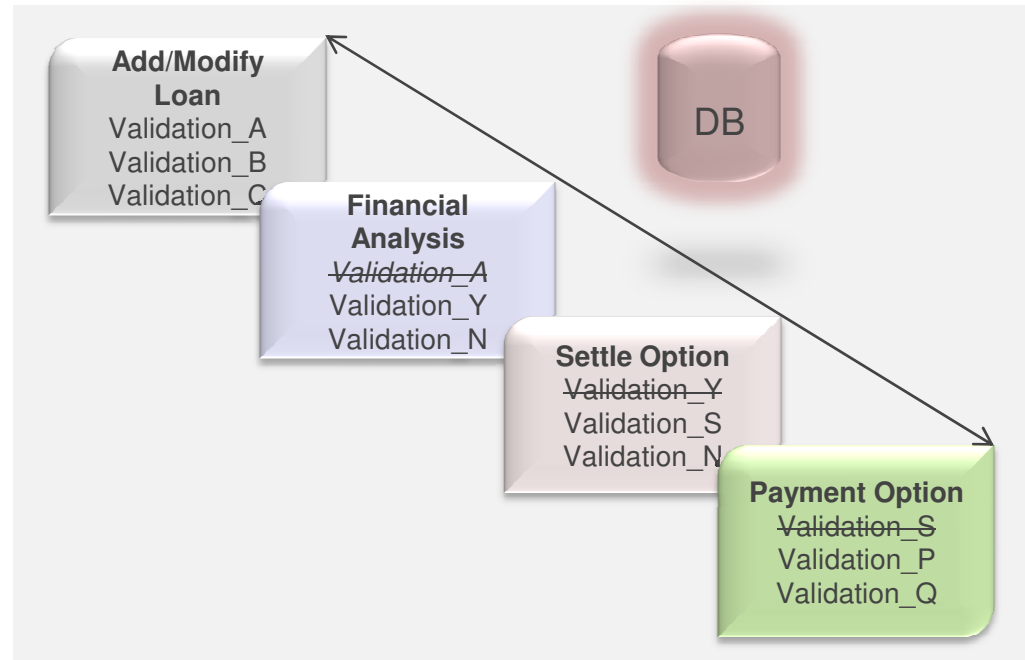 Add/Modify
Loan
Validation_A
Validation_B
Validation_C
DB
Financial
Analysis
Validation_A
Validation_Y
Validation_N
Settle Option
Validation_Y
Validation_S
Validation_N
Payment Option
Validation_S
Validation_P
Validation_Q